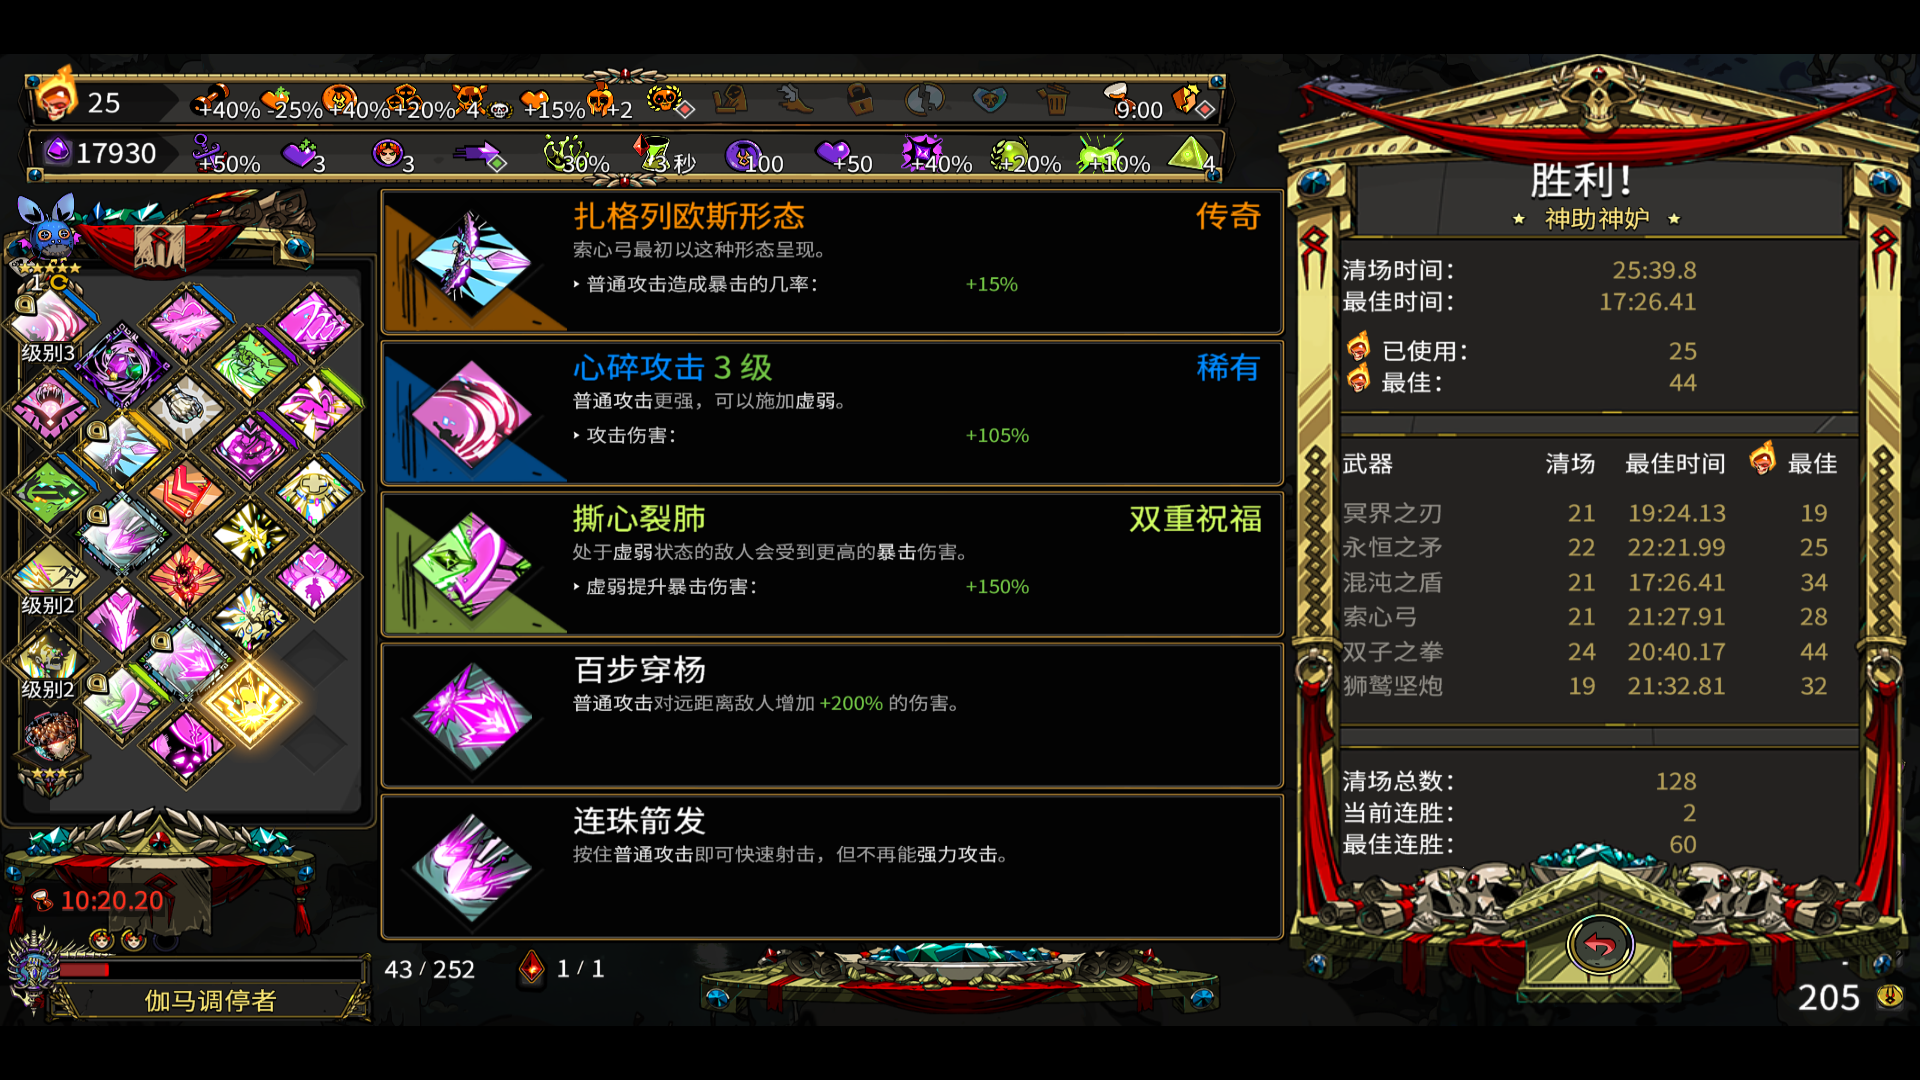 25
+40%
-25%
+40%
+20%
4
+15%
+2
9:00
17930
+50%
3
3
30%
3 秒
100
+50
+40%
+20%
+10%
4
1
级别3
级别2
级别2
10:20.20
伽马调停者
扎格列欧斯形态
传奇
索心弓最初以这种形态呈现。
普通攻击造成暴击的几率：
+15%
心碎攻击 3 级
稀有
普通攻击更强，可以施加虚弱。
攻击伤害：
+105%
撕心裂肺
双重祝福
处于虚弱状态的敌人会受到更高的暴击伤害。
虚弱提升暴击伤害：
+150%
百步穿杨
普通攻击对远距离敌人增加 +200% 的伤害。
连珠箭发
按住普通攻击即可快速射击，但不再能强力攻击。
43 / 252
1 / 1
胜利！
神助神妒
清场时间： 25:39.8
最佳时间： 17:26.41
已使用： 25
最佳： 44
武器 清场 最佳时间 最佳
冥界之刃 21 19:24.13 19
永恒之矛 22 22:21.99 25
混沌之盾 21 17:26.41 34
索心弓 21 21:27.91 28
双子之拳 24 20:40.17 44
狮鹫坚炮 19 21:32.81 32
清场总数： 128
当前连胜： 2
最佳连胜： 60
205